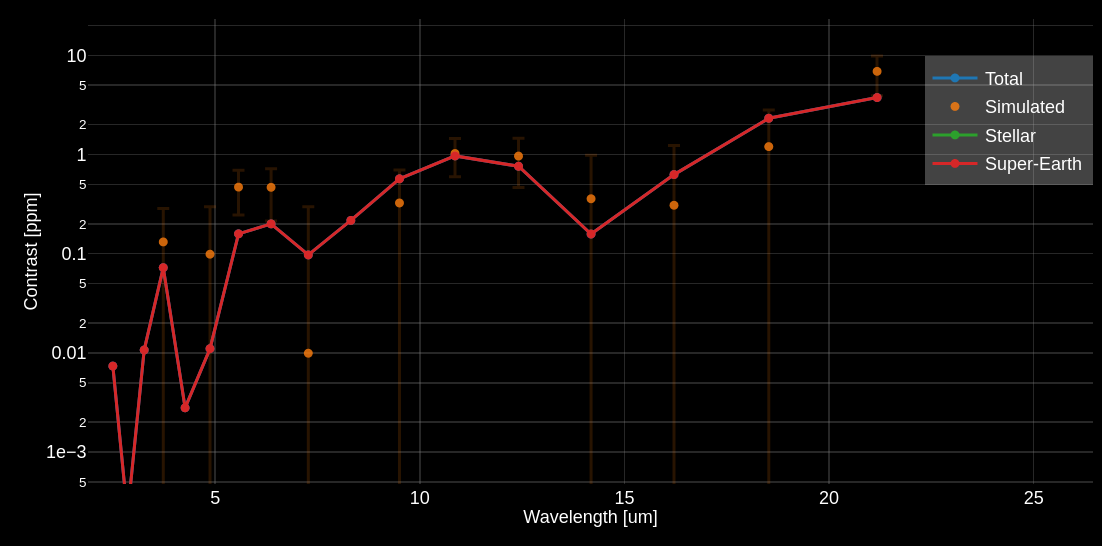 10
5
2
1
5
2
0.1
5
2
0.01
5
2
1e−3
5
Contrast [ppm]
5 10 15 20 25
Wavelength [um]
Total
Simulated
Stellar
Super-Earth